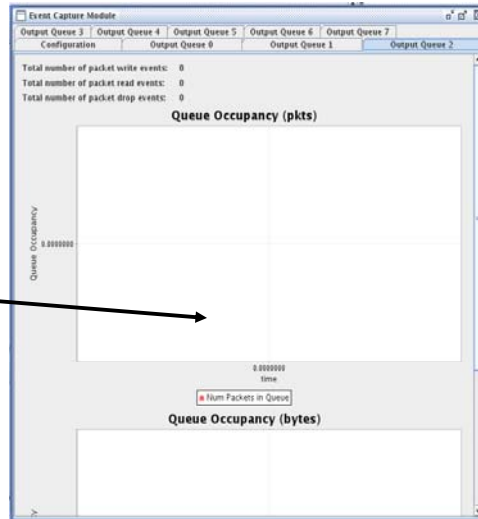 Event Capture Module
Output Queue 3 Output Queue 4 Output Queue 5 Output Queue 6 Output Queue 7
Configuration Output Queue 0 Output Queue 1 Output Queue 2
Total number of packet write events: 0
Total number of packet read events: 0
Total number of packet drop events: 0
Queue Occupancy (pkts)
Queue Occupancy
0.0000000
0.0000000
time
Num Packets in Queue
Queue Occupancy (bytes)